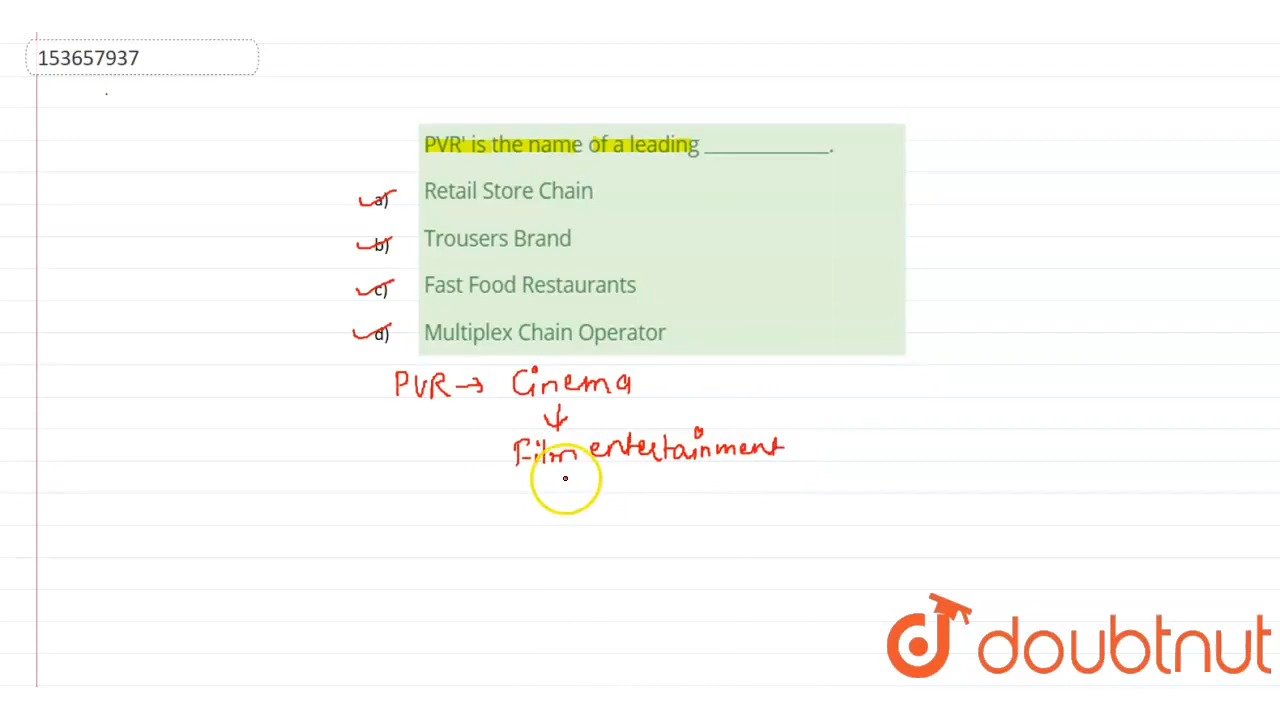 153657937
PVR' is the name of a leading ____________.
a) Retail Store Chain
b) Trousers Brand
c) Fast Food Restaurants
d) Multiplex Chain Operator
PVR → Cinema
↓
Film entertainment
doubtnut